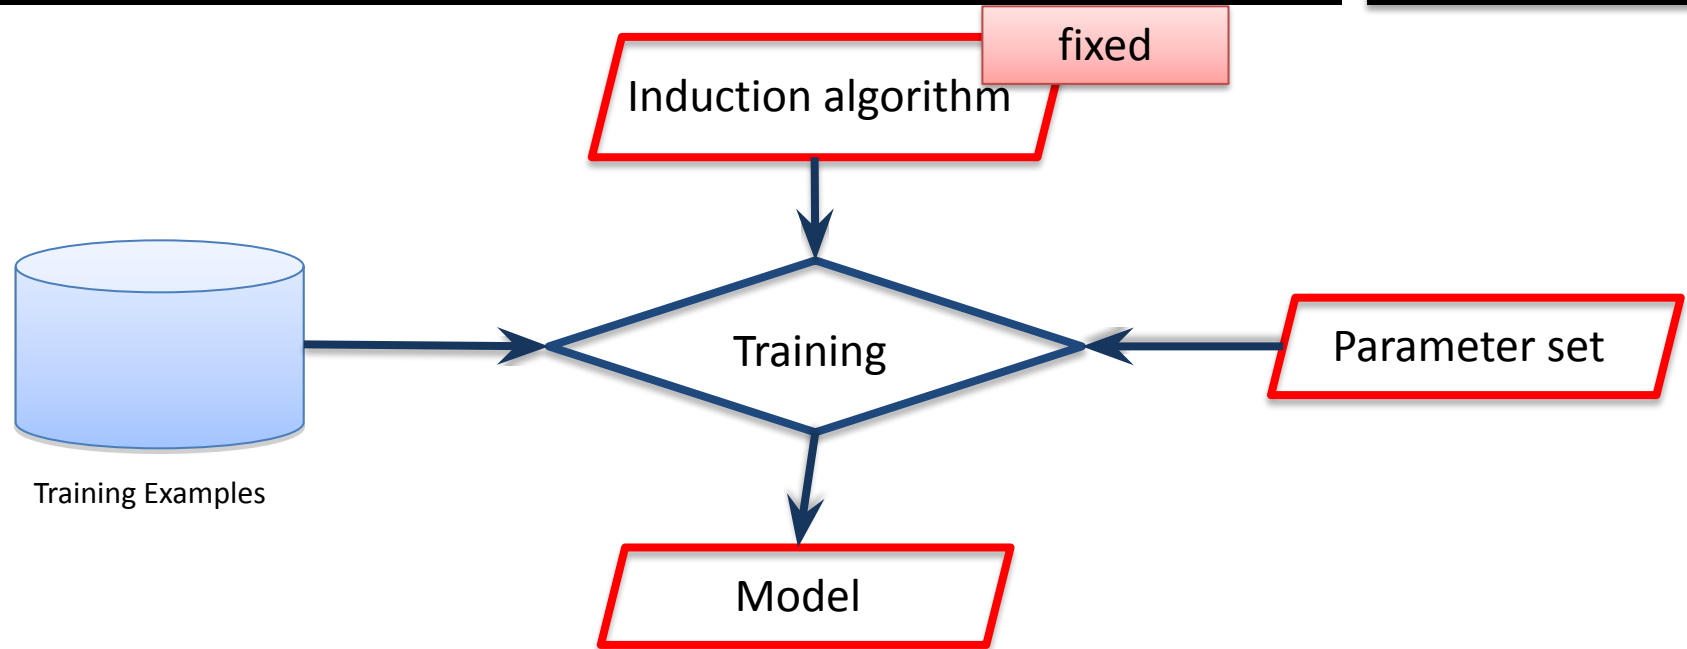 fixed
Induction algorithm
Training
Parameter set
Training Examples
Model